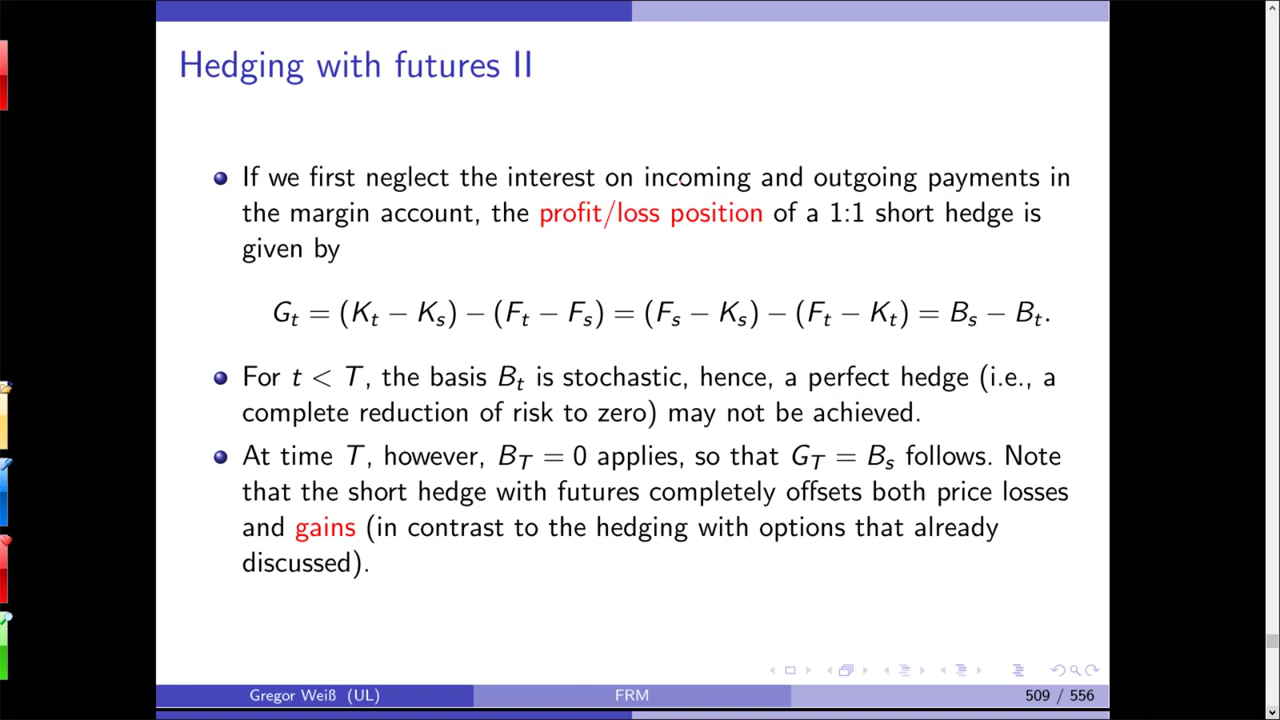 Hedging with futures II
If we first neglect the interest on incoming and outgoing payments in
the margin account, the profit/loss position of a 1:1 short hedge is
given by
G_t = (K_t − K_s) − (F_t − F_s) = (F_s − K_s) − (F_t − K_t) = B_s − B_t.
For t < T, the basis B_t is stochastic, hence, a perfect hedge (i.e., a
complete reduction of risk to zero) may not be achieved.
At time T, however, B_T = 0 applies, so that G_T = B_s follows. Note
that the short hedge with futures completely offsets both price losses
and gains (in contrast to the hedging with options that already
discussed).
Gregor Weiß (UL) FRM 509 / 556